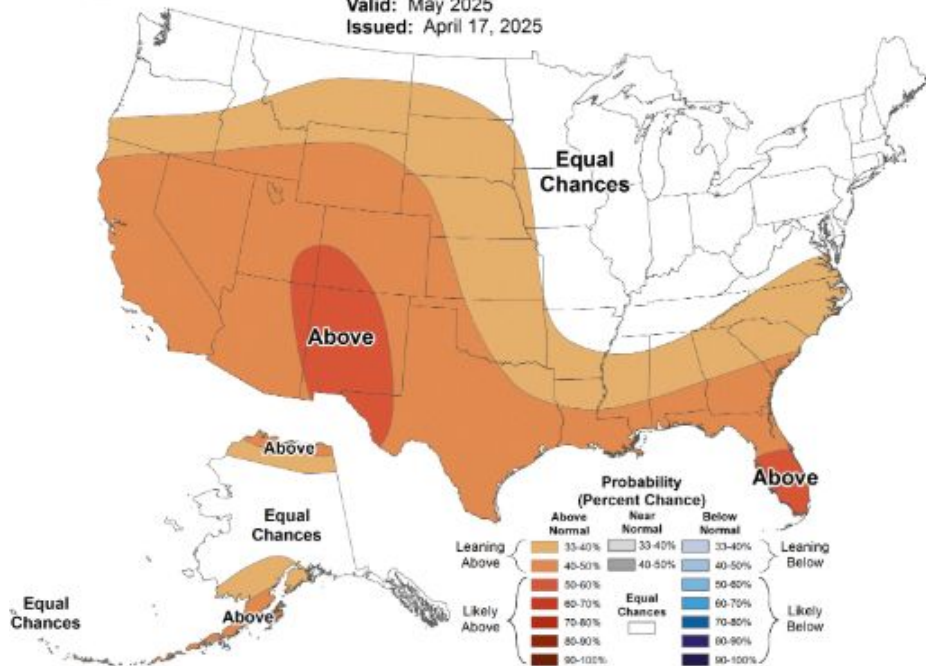 Valid: May 2025
Issued: April 17, 2025
Equal
Chances
Above
Above
Above
Equal
Chances
Above
Equal
Chances
Probability
(Percent Chance)
Above
Normal
Near
Normal
Below
Normal
Leaning
Above
33-40%
33-40%
33-40%
Leaning
Below
40-50%
40-50%
40-50%
Likely
Above
50-60%
50-60%
Likely
Below
60-70%
Equal
Chances
60-70%
70-80%
70-80%
80-90%
80-90%
90-100%
90-100%